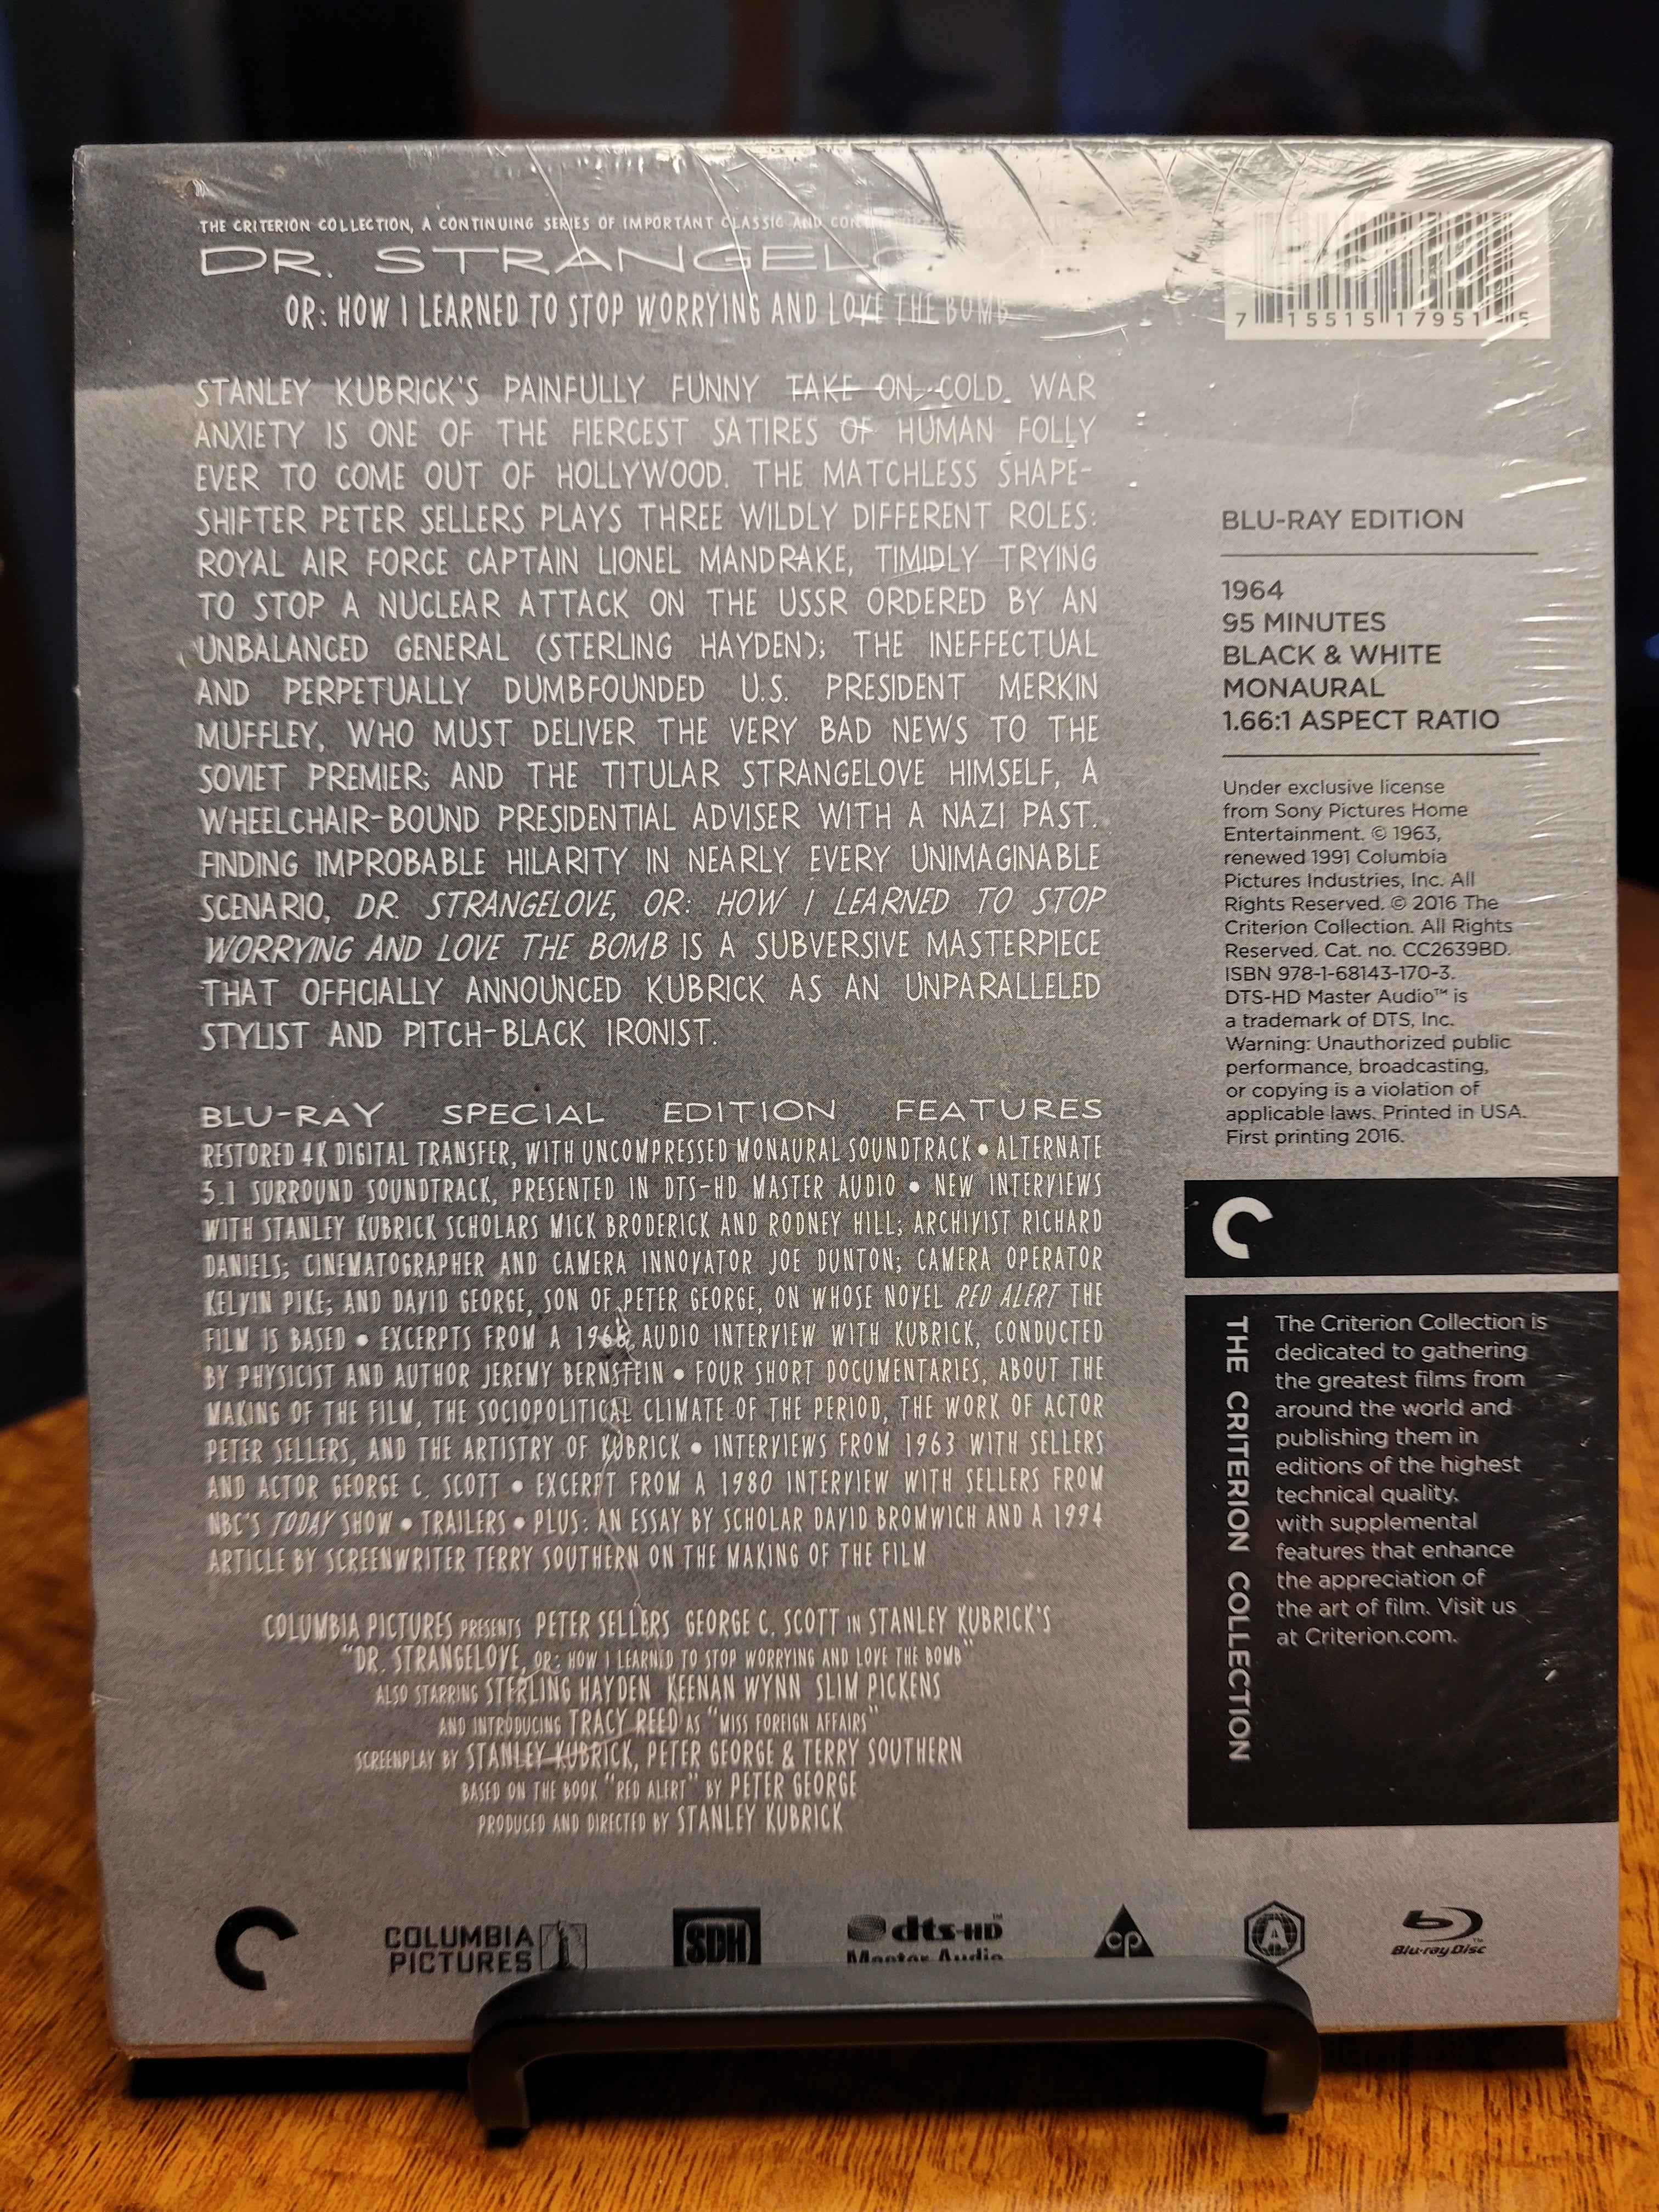 THE CRITERION COLLECTION, A CONTINUING SERIES OF IMPORTANT CLASSIC AND
DR. STRANGELOVE
OR: HOW I LEARNED TO STOP WORRYING AND LOVE THE BOMB
STANLEY KUBRICK'S PAINFULLY FUNNY TAKE ON COLD WAR
ANXIETY IS ONE OF THE FIERCEST SATIRES OF HUMAN FOLLY
EVER TO COME OUT OF HOLLYWOOD. THE MATCHLESS SHAPE-
SHIFTER PETER SELLERS PLAYS THREE WILDLY DIFFERENT ROLES:
ROYAL AIR FORCE CAPTAIN LIONEL MANDRAKE, TIMIDLY TRYING
TO STOP A NUCLEAR ATTACK ON THE USSR ORDERED BY AN
UNBALANCED GENERAL (STERLING HAYDEN); THE INEFFECTUAL
AND PERPETUALLY DUMBFOUNDED U.S. PRESIDENT MERKIN
MUFFLEY, WHO MUST DELIVER THE VERY BAD NEWS TO THE
SOVIET PREMIER; AND THE TITULAR STRANGELOVE HIMSELF, A
WHEELCHAIR-BOUND PRESIDENTIAL ADVISER WITH A NAZI PAST.
FINDING IMPROBABLE HILARITY IN NEARLY EVERY UNIMAGINABLE
SCENARIO, DR. STRANGELOVE, OR: HOW I LEARNED TO STOP
WORRYING AND LOVE THE BOMB IS A SUBVERSIVE MASTERPIECE
THAT OFFICIALLY ANNOUNCED KUBRICK AS AN UNPARALLELED
STYLIST AND PITCH-BLACK IRONIST.
BLU-RAY SPECIAL EDITION FEATURES
RESTORED 4K DIGITAL TRANSFER, WITH UNCOMPRESSED MONAURAL SOUNDTRACK • ALTERNATE
5.1 SURROUND SOUNDTRACK, PRESENTED IN DTS-HD MASTER AUDIO • NEW INTERVIEWS
WITH STANLEY KUBRICK SCHOLARS MICK BRODERICK AND RODNEY HILL; ARCHIVIST RICHARD
DANIELS; CINEMATOGRAPHER AND CAMERA INNOVATOR JOE DUNTON; CAMERA OPERATOR
KELVIN PIKE; AND DAVID GEORGE, SON OF PETER GEORGE, ON WHOSE NOVEL RED ALERT THE
FILM IS BASED • EXCERPTS FROM A 1966 AUDIO INTERVIEW WITH KUBRICK, CONDUCTED
BY PHYSICIST AND AUTHOR JEREMY BERNSTEIN • FOUR SHORT DOCUMENTARIES, ABOUT THE
MAKING OF THE FILM, THE SOCIOPOLITICAL CLIMATE OF THE PERIOD, THE WORK OF ACTOR
PETER SELLERS, AND THE ARTISTRY OF KUBRICK • INTERVIEWS FROM 1963 WITH SELLERS
AND ACTOR GEORGE C. SCOTT • EXCERPT FROM A 1980 INTERVIEW WITH SELLERS FROM
NBC'S TODAY SHOW • TRAILERS • PLUS: AN ESSAY BY SCHOLAR DAVID BROMWICH AND A 1994
ARTICLE BY SCREENWRITER TERRY SOUTHERN ON THE MAKING OF THE FILM
COLUMBIA PICTURES PRESENTS PETER SELLERS GEORGE C. SCOTT IN STANLEY KUBRICK'S
"DR. STRANGELOVE, OR: HOW I LEARNED TO STOP WORRYING AND LOVE THE BOMB"
ALSO STARRING STERLING HAYDEN KEENAN WYNN SLIM PICKENS
AND INTRODUCING TRACY REED AS "MISS FOREIGN AFFAIRS"
SCREENPLAY BY STANLEY KUBRICK, PETER GEORGE & TERRY SOUTHERN
BASED ON THE BOOK "RED ALERT" BY PETER GEORGE
PRODUCED AND DIRECTED BY STANLEY KUBRICK
7 15515 17951 5
BLU-RAY EDITION
1964
95 MINUTES
BLACK & WHITE
MONAURAL
1.66:1 ASPECT RATIO
Under exclusive license
from Sony Pictures Home
Entertainment. © 1963,
renewed 1991 Columbia
Pictures Industries, Inc. All
Rights Reserved. © 2016 The
Criterion Collection. All Rights
Reserved. Cat. no. CC2639BD.
ISBN 978-1-68143-170-3.
DTS-HD Master Audio™ is
a trademark of DTS, Inc.
Warning: Unauthorized public
performance, broadcasting,
or copying is a violation of
applicable laws. Printed in USA.
First printing 2016.
THE CRITERION COLLECTION
The Criterion Collection is
dedicated to gathering
the greatest films from
around the world and
publishing them in
editions of the highest
technical quality,
with supplemental
features that enhance
the appreciation of
the art of film. Visit us
at Criterion.com.
COLUMBIA
PICTURES
SDH
dts-HD™
Master Audio
cp
A
Blu-ray Disc™